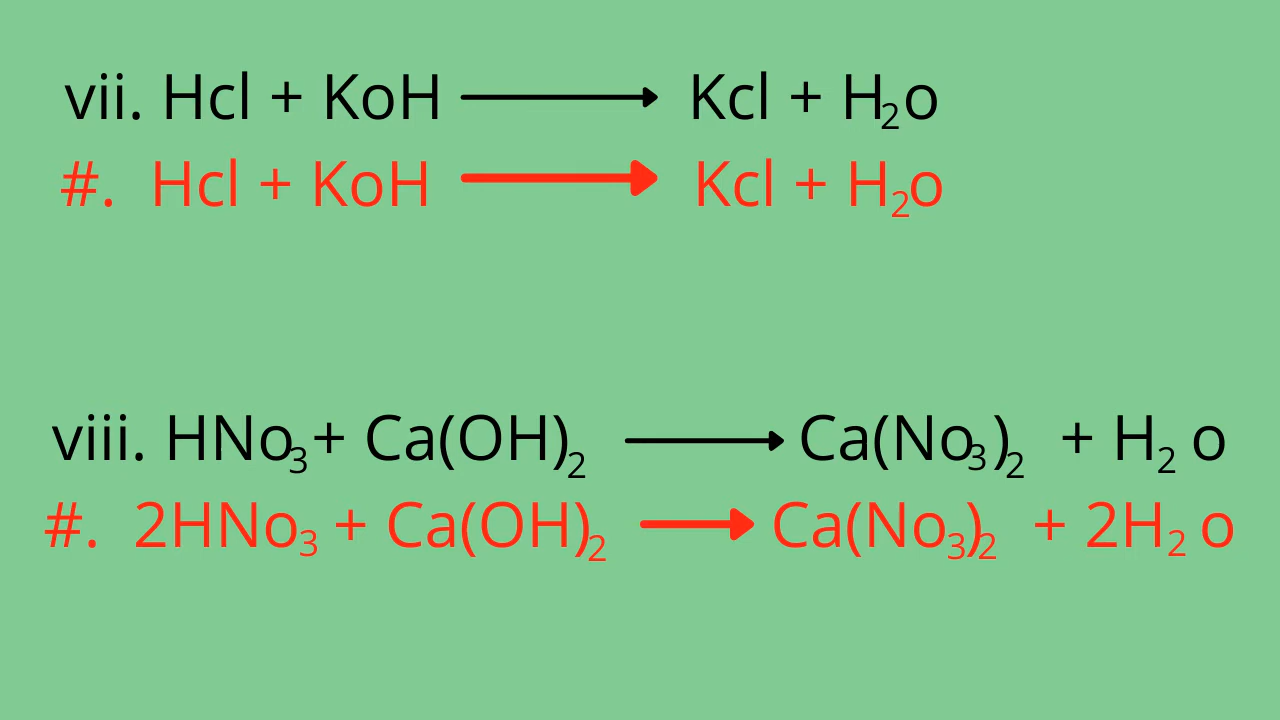 vii. Hcl + KoH ⟶ Kcl + H₂o
#. Hcl + KoH ⟶ Kcl + H₂o
viii. HNo₃ + Ca(OH)₂ ⟶ Ca(No₃)₂ + H₂ o
#. 2HNo₃ + Ca(OH)₂ ⟶ Ca(No₃)₂ + 2H₂ o